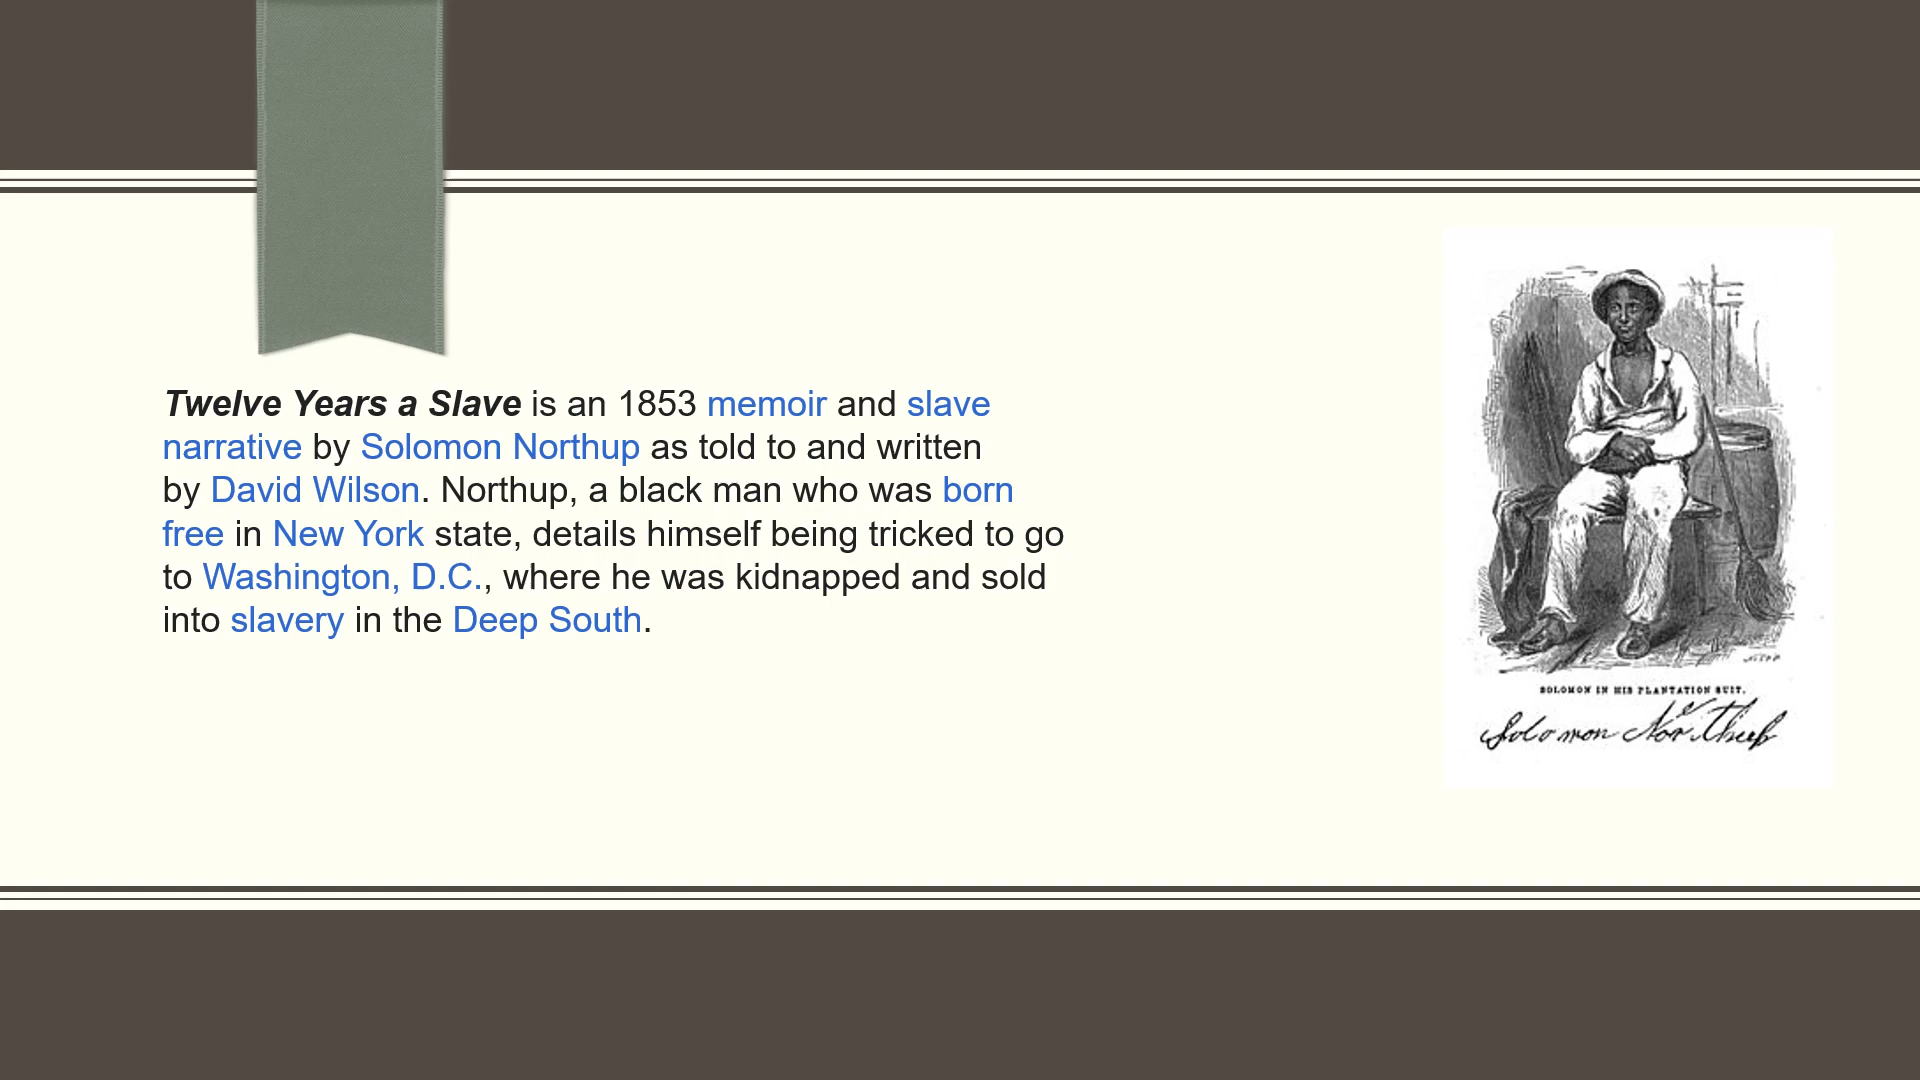 Twelve Years a Slave is an 1853 memoir and slave
narrative by Solomon Northup as told to and written
by David Wilson. Northup, a black man who was born
free in New York state, details himself being tricked to go
to Washington, D.C., where he was kidnapped and sold
into slavery in the Deep South.
SOLOMON IN HIS PLANTATION SUIT.
Solomon Northup